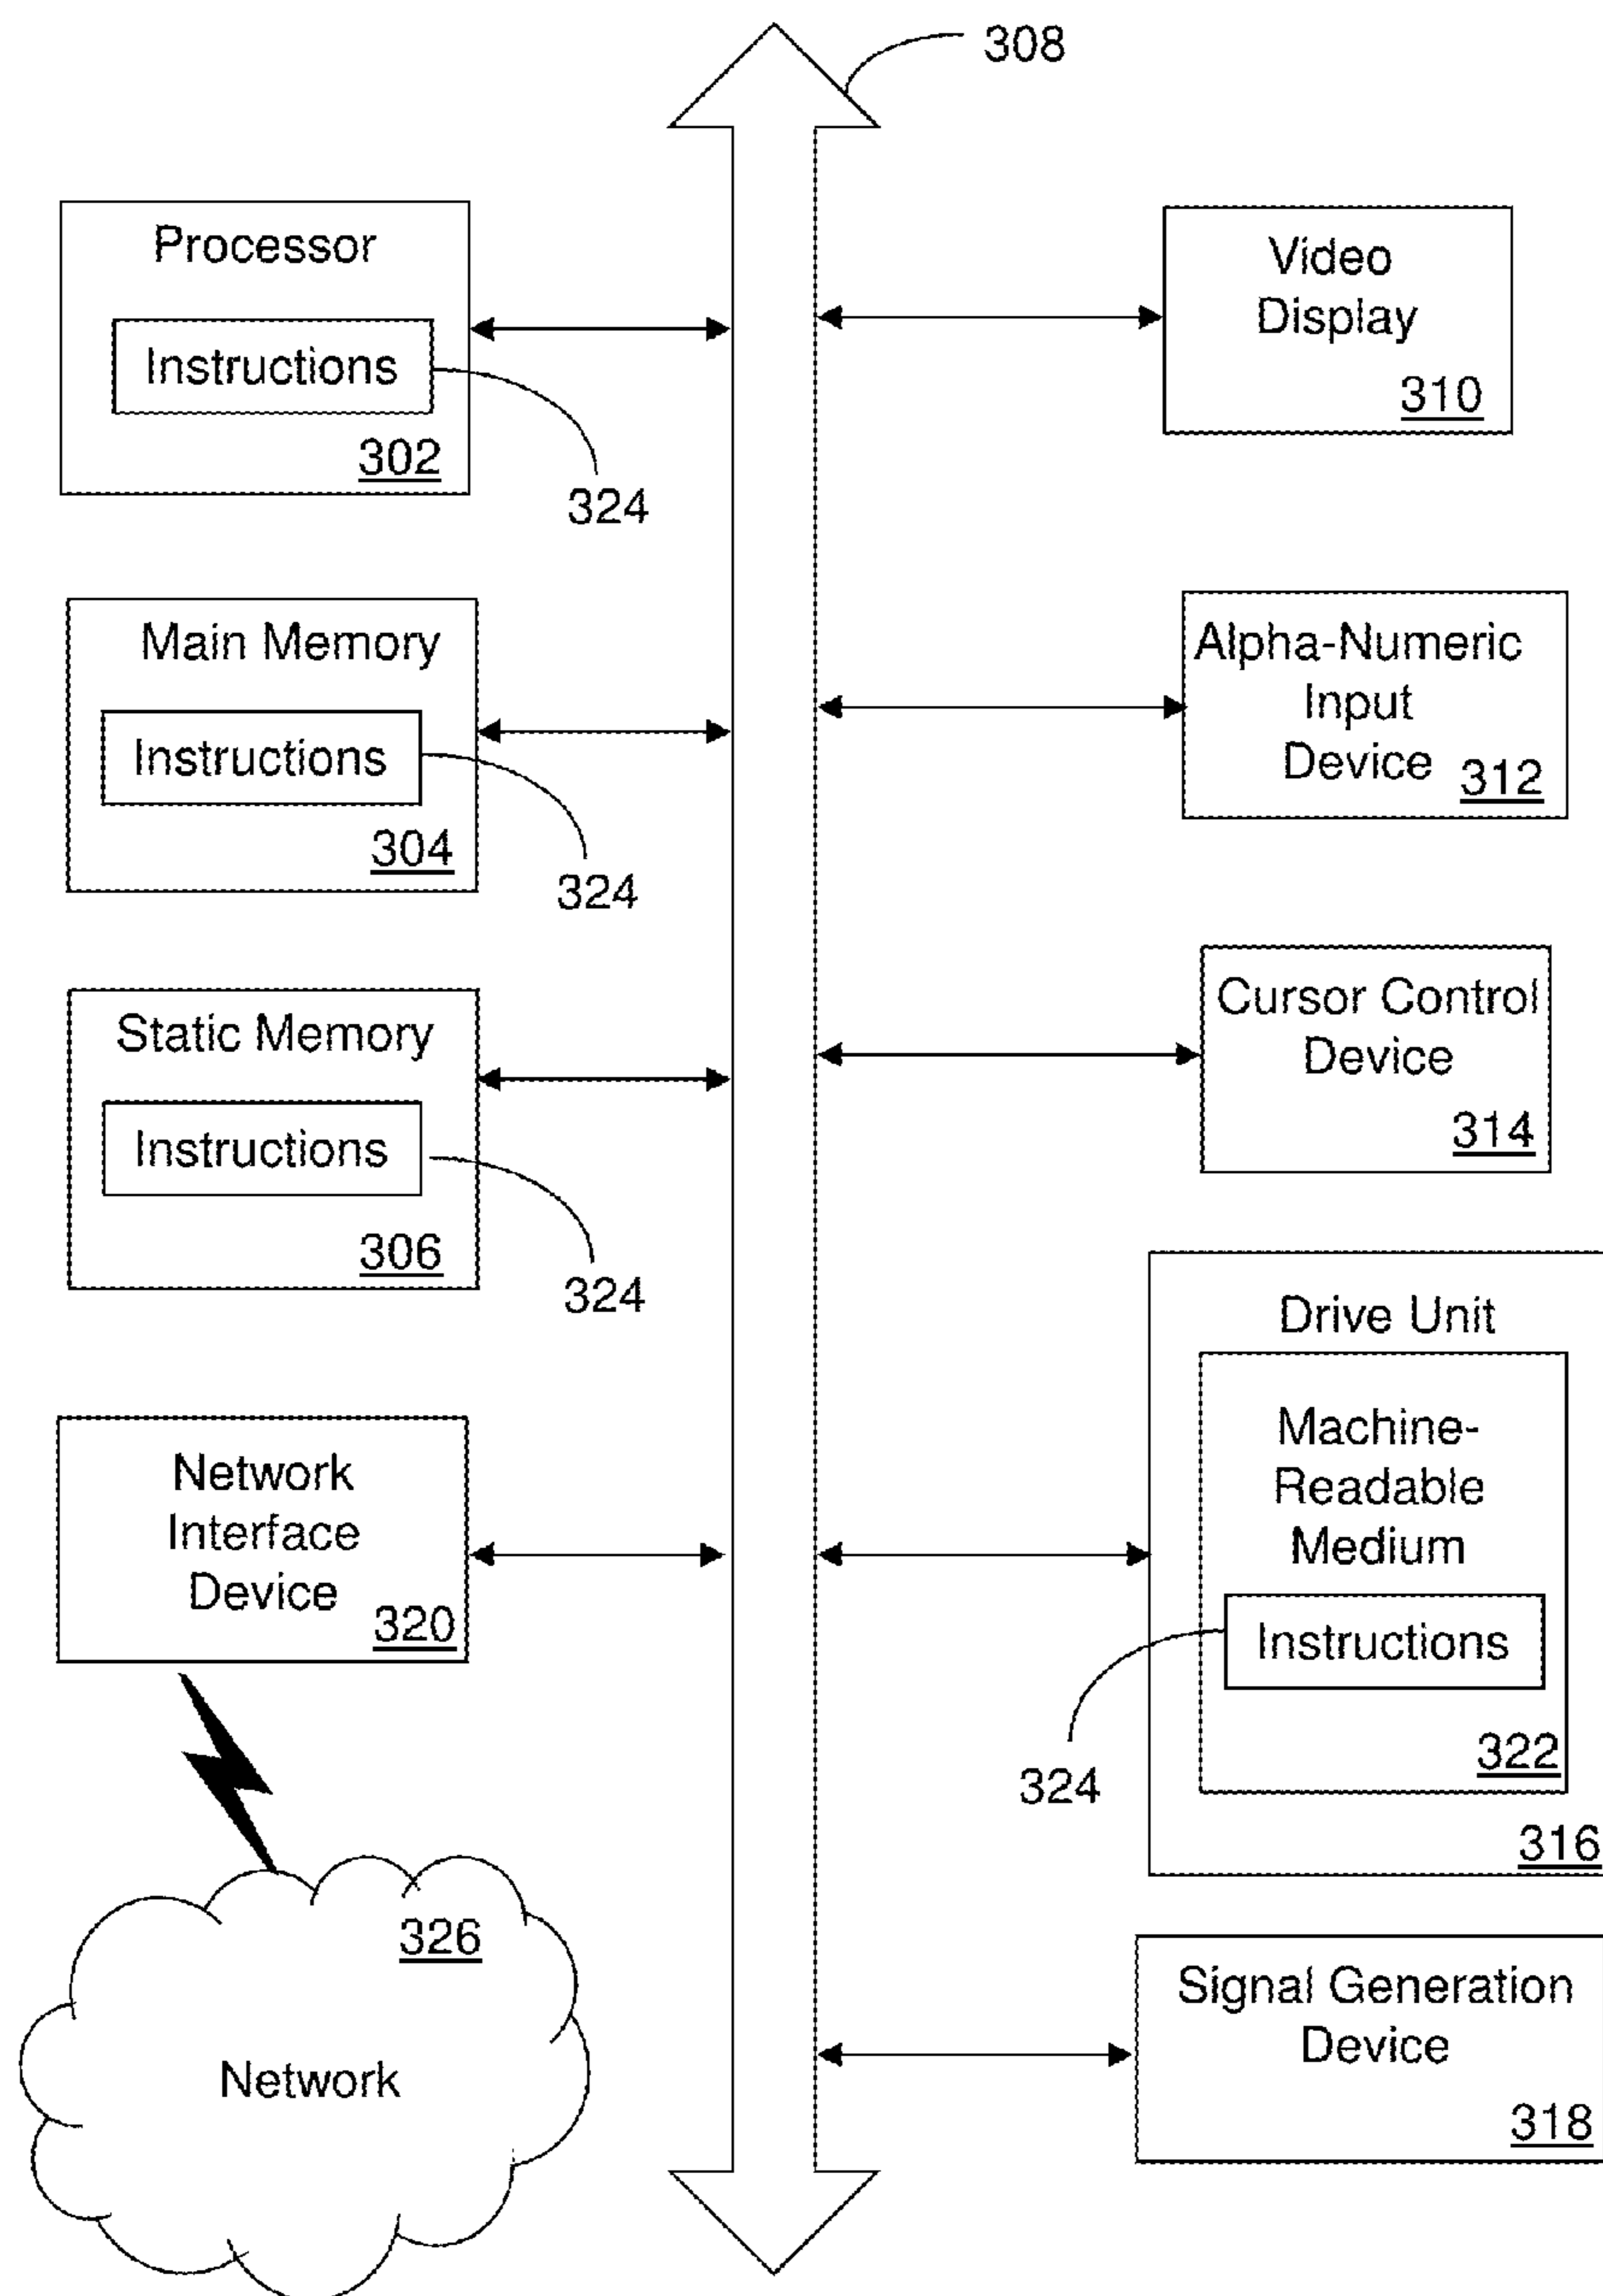 308
Processor
Instructions
302
324
Main Memory
Instructions
304
324
Static Memory
Instructions
306
324
Network
Interface
Device
320
326
Network
Video
Display
310
Alpha-Numeric
Input
Device
312
Cursor Control
Device
314
Drive Unit
Machine-
Readable
Medium
Instructions
322
324
316
Signal Generation
Device
318